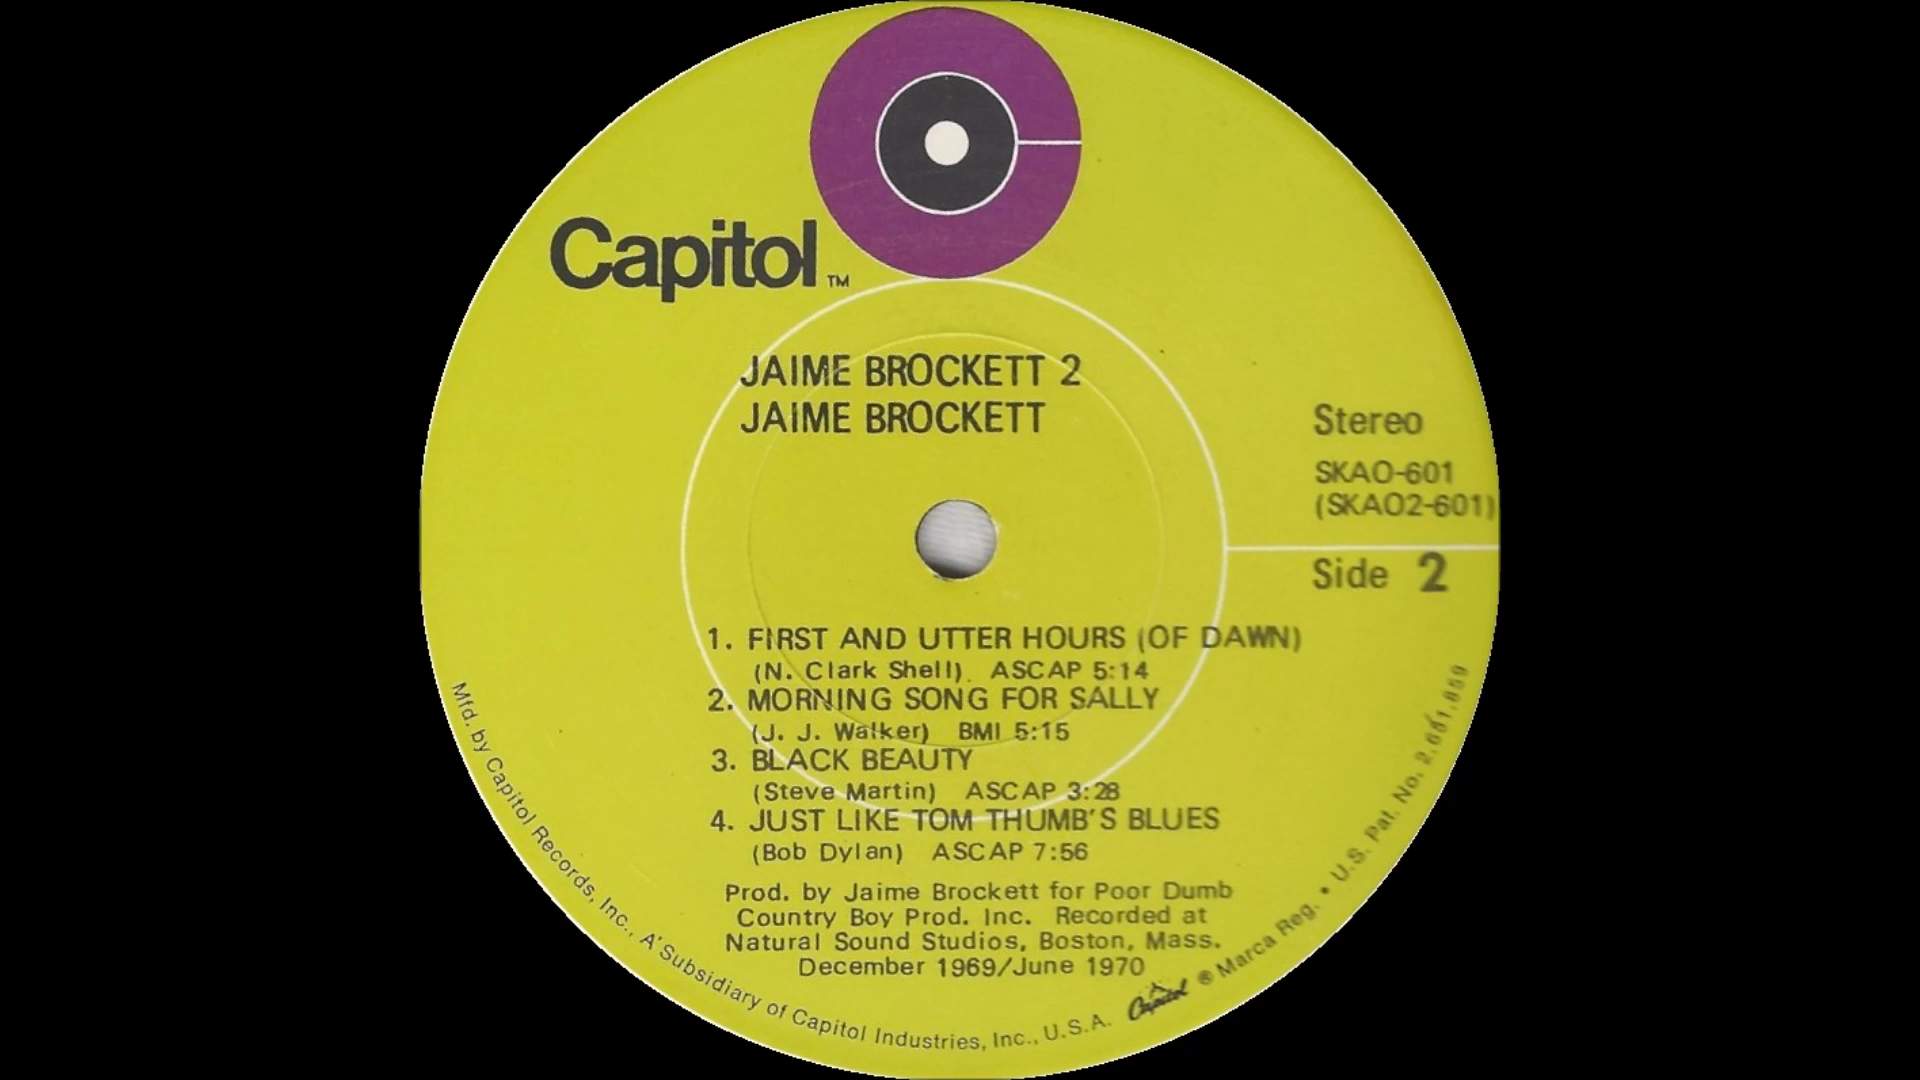 Capitol TM
JAIME BROCKETT 2
JAIME BROCKETT
Stereo
SKAO-601
(SKAO2-601)
Side 2
1. FIRST AND UTTER HOURS (OF DAWN)
(N. Clark Shell). ASCAP 5:14
2. MORNING SONG FOR SALLY
(J. J. Walker) BMI 5:15
3. BLACK BEAUTY
(Steve Martin) ASCAP 3:28
4. JUST LIKE TOM THUMB'S BLUES
(Bob Dylan) ASCAP 7:56
Prod. by Jaime Brockett for Poor Dumb
Country Boy Prod. Inc. Recorded at
Natural Sound Studios, Boston, Mass.
December 1969/June 1970
Mfd. by Capitol Records, Inc., A Subsidiary of Capitol Industries, Inc., U.S.A. Capitol ® Marca Reg. • U.S. Pat. No. 2,681,859